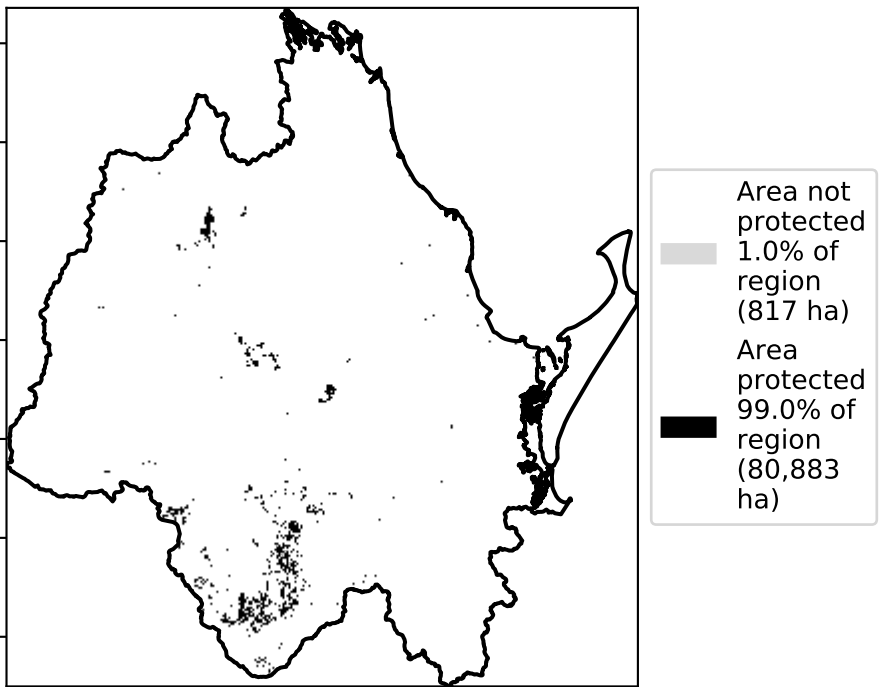 Area not
protected
1.0% of
region
(817 ha)
Area
protected
99.0% of
region
(80,883
ha)